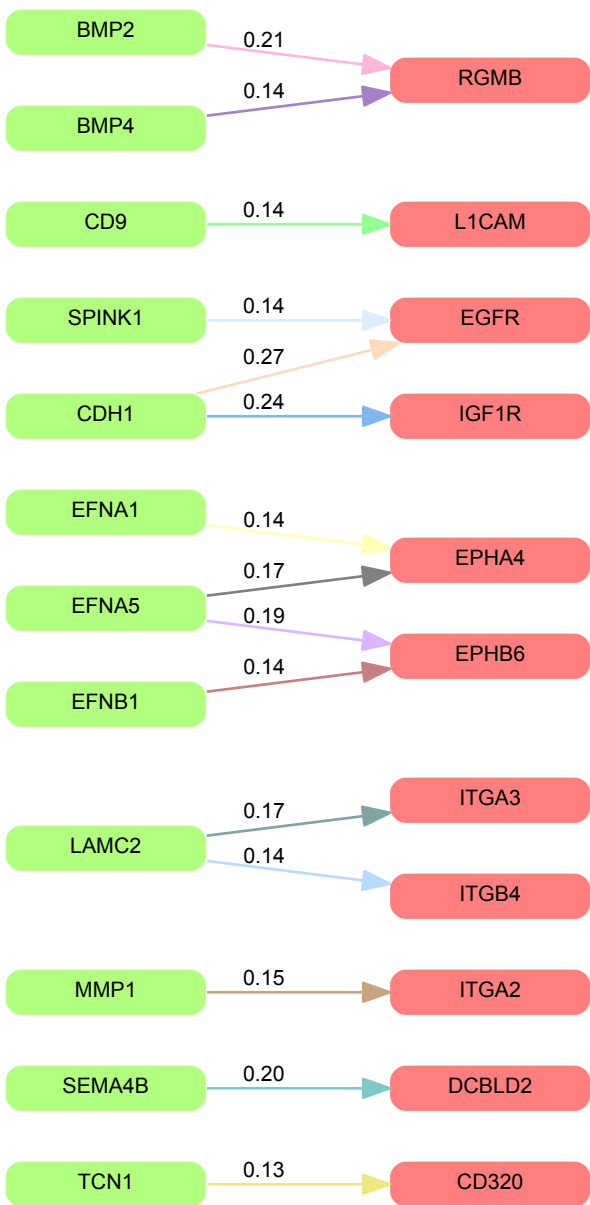 BMP2
0.21
RGMB
0.14
BMP4
CD9
0.14
L1CAM
SPINK1
0.14
EGFR
0.27
CDH1
0.24
IGF1R
EFNA1
0.14
EPHA4
0.17
EFNA5
0.19
EPHB6
0.14
EFNB1
ITGA3
0.17
LAMC2
0.14
ITGB4
MMP1
0.15
ITGA2
SEMA4B
0.20
DCBLD2
TCN1
0.13
CD320